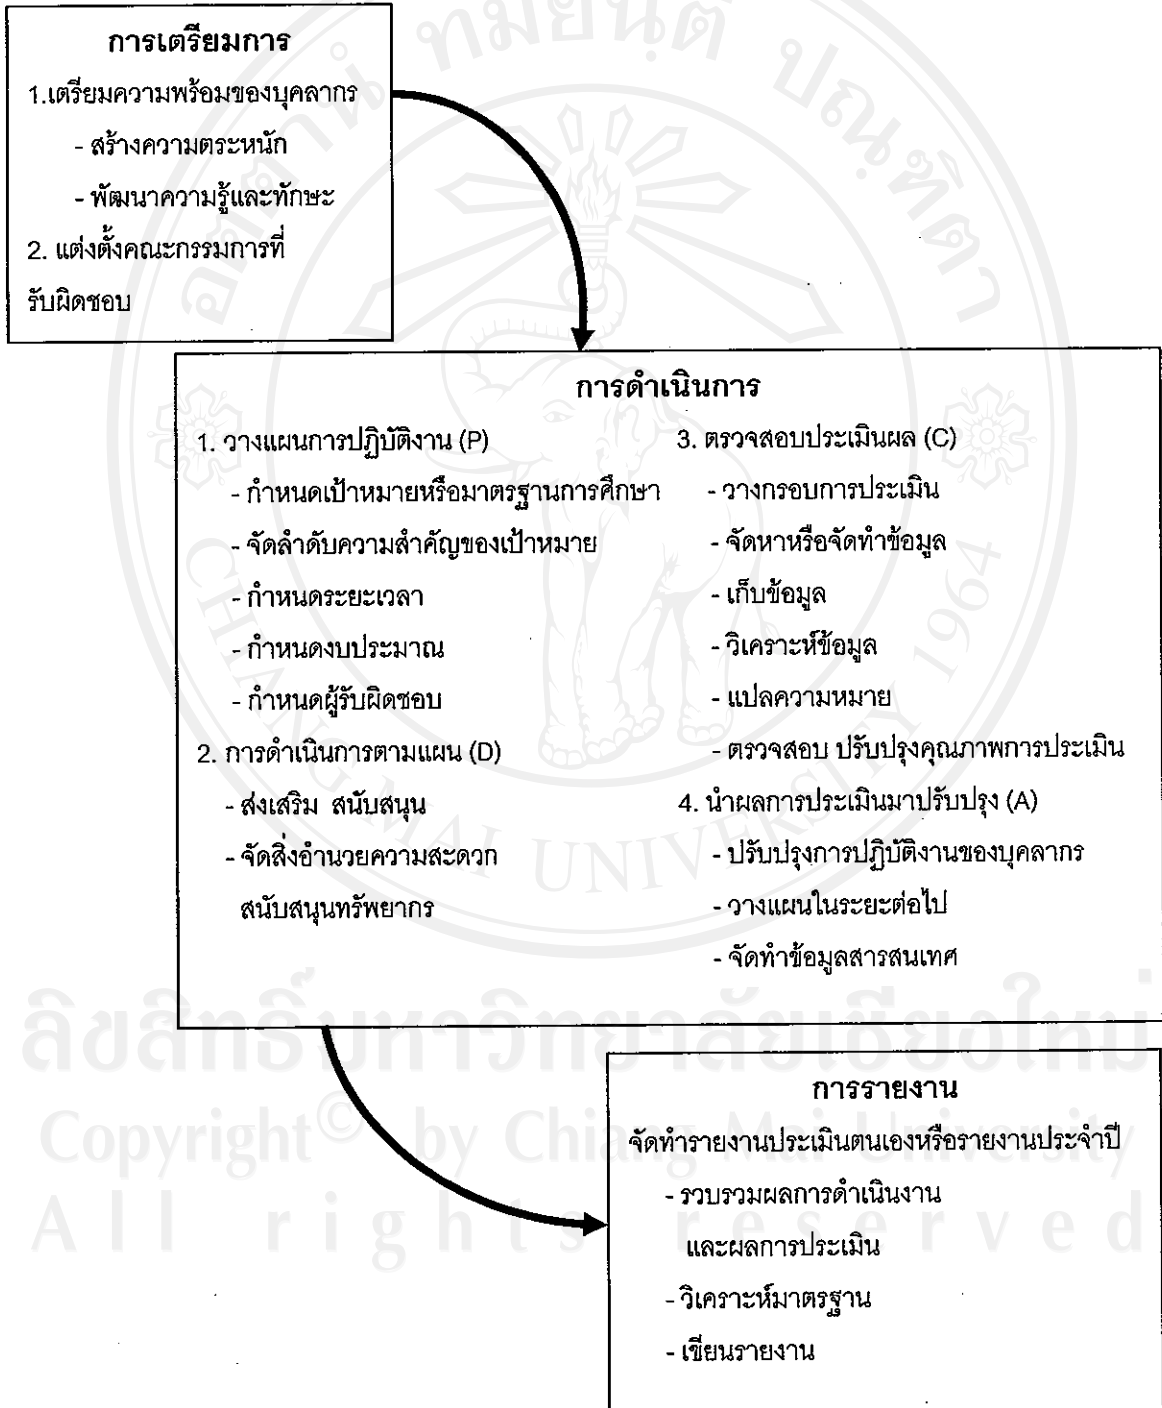 การเตรียมการ
1.เตรียมความพร้อมของบุคลากร
- สร้างความตระหนัก
- พัฒนาความรู้และทักษะ
2. แต่งตั้งคณะกรรมการที่
รับผิดชอบ
การดำเนินการ
1. วางแผนการปฏิบัติงาน (P)
- กำหนดเป้าหมายหรือมาตรฐานการศึกษา
- จัดลำดับความสำคัญของเป้าหมาย
- กำหนดระยะเวลา
- กำหนดงบประมาณ
- กำหนดผู้รับผิดชอบ
2. การดำเนินการตามแผน (D)
- ส่งเสริม สนับสนุน
- จัดสิ่งอำนวยความสะดวก
สนับสนุนทรัพยากร
3. ตรวจสอบประเมินผล (C)
- วางกรอบการประเมิน
- จัดหาหรือจัดทำข้อมูล
- เก็บข้อมูล
- วิเคราะห์ข้อมูล
- แปลความหมาย
- ตรวจสอบ ปรับปรุงคุณภาพการประเมิน
4. นำผลการประเมินมาปรับปรุง (A)
- ปรับปรุงการปฏิบัติงานของบุคลากร
- วางแผนในระยะต่อไป
- จัดทำข้อมูลสารสนเทศ
การรายงาน
จัดทำรายงานประเมินตนเองหรือรายงานประจำปี
- รวบรวมผลการดำเนินงาน
และผลการประเมิน
- วิเคราะห์มาตรฐาน
- เขียนรายงาน
อตฺตานํ ทมยนฺติ ปณฺฑิตา
CHIANG MAI UNIVERSITY 1964
ลิขสิทธิ์มหาวิทยาลัยเชียงใหม่
Copyright© by Chiang Mai University
All rights reserved